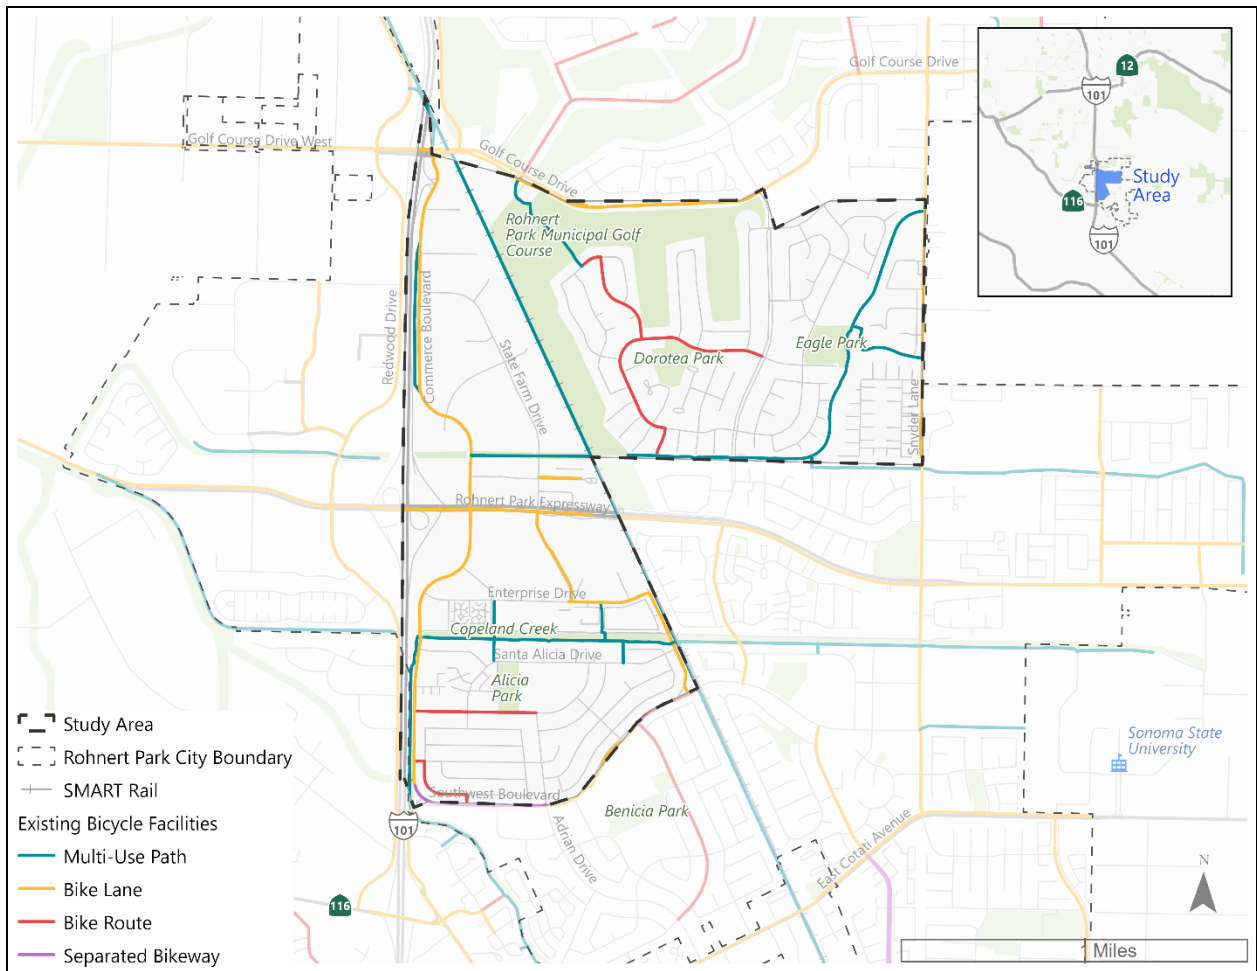 Golf Course Drive
12
101
Golf Course Drive West
Golf Course Drive
Study
Area
116
101
Rohnert
Park Municipal Golf
Course
Redwood Drive
Commerce Boulevard
State Farm Drive
Dorotea Park
Eagle Park
Snyder Lane
Rohnert Park Expressway
Enterprise Drive
Copeland Creek
Santa Alicia Drive
Alicia
Park
Study Area
Rohnert Park City Boundary
SMART Rail
Existing Bicycle Facilities
Multi-Use Path
Bike Lane
Bike Route
Separated Bikeway
Southwest Boulevard
101
116
Adrian Drive
Benicia Park
East Cotati Avenue
Sonoma State
University
N
Miles